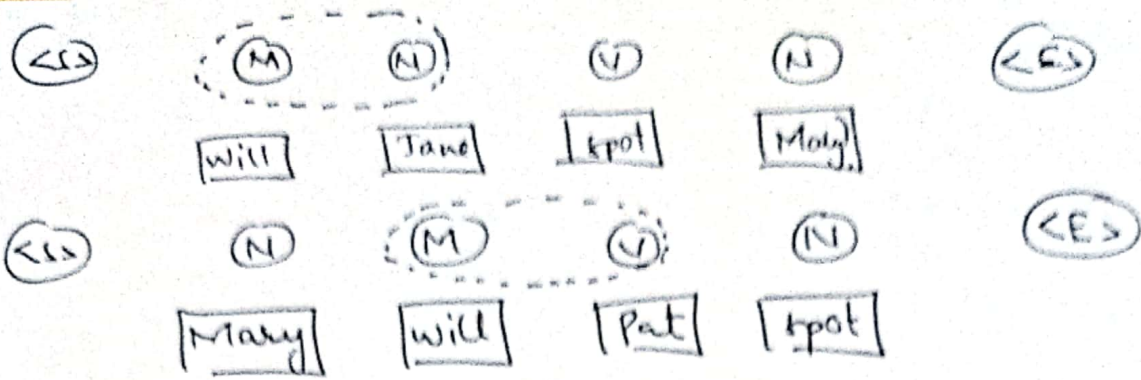 <S> M N V N <E>
Will Jane spot Mary
<S> N M V N <E>
Mary will Pat spot